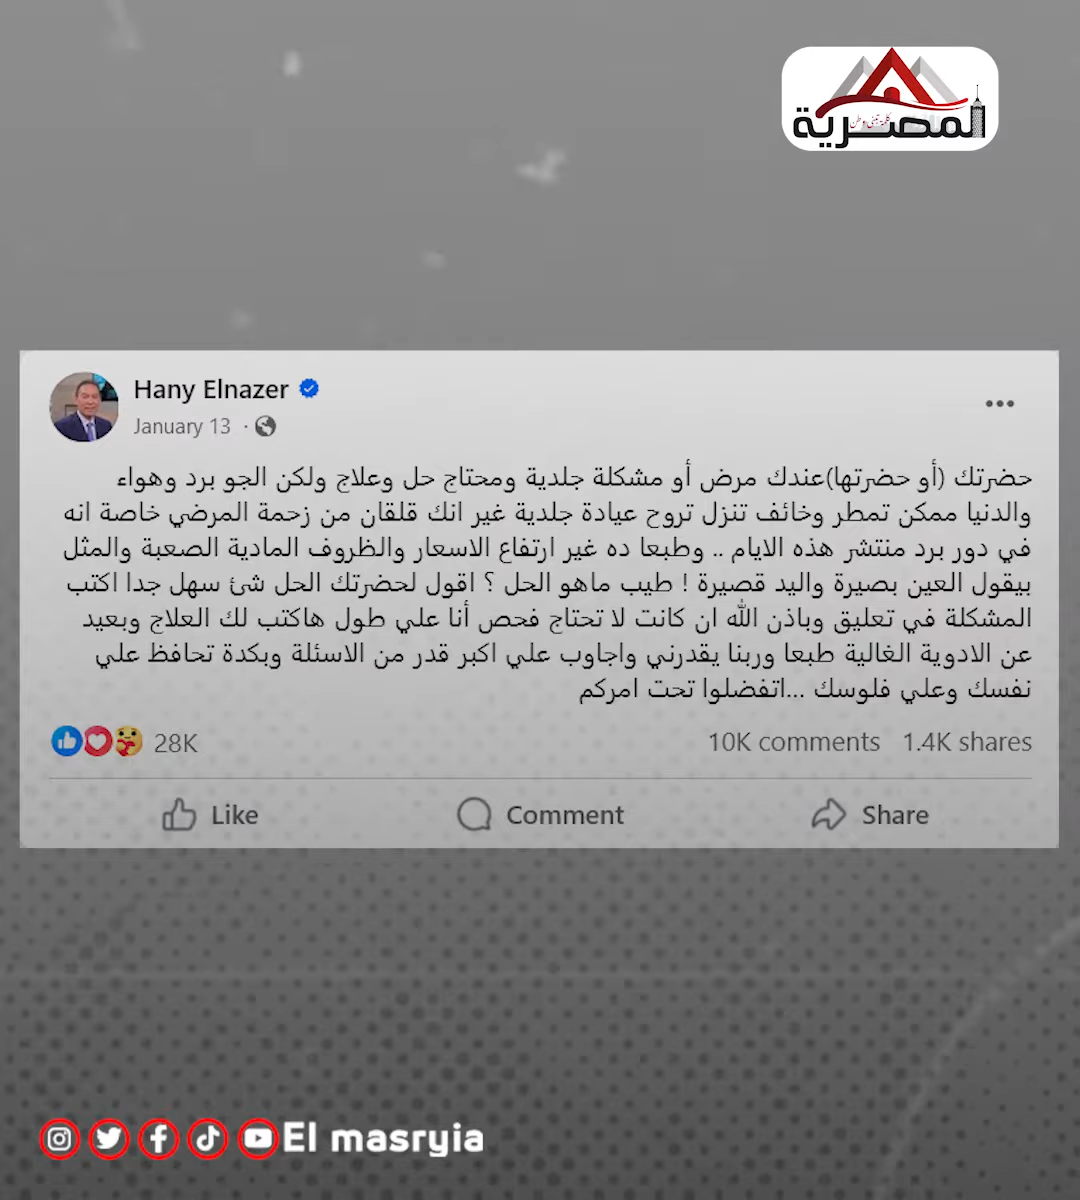 المصرية
كلمة تبني وطن
Hany Elnazer
January 13 ·
حضرتك (أو حضرتها)عندك مرض أو مشكلة جلدية ومحتاج حل وعلاج ولكن الجو برد وهواء
والدنيا ممكن تمطر وخائف تنزل تروح عيادة جلدية غير انك قلقان من زحمة المرضي خاصة انه
في دور برد منتشر هذه الايام .. وطبعا ده غير ارتفاع الاسعار والظروف المادية الصعبة والمثل
بيقول العين بصيرة واليد قصيرة ! طيب ماهو الحل ؟ اقول لحضرتك الحل شئ سهل جدا اكتب
المشكلة في تعليق وباذن الله ان كانت لا تحتاج فحص أنا علي طول هاكتب لك العلاج وبعيد
عن الادوية الغالية طبعا وربنا يقدرني واجاوب علي اكبر قدر من الاسئلة وبكدة تحافظ علي
نفسك وعلي فلوسك ...اتفضلوا تحت امركم
28K 10K comments 1.4K shares
Like Comment Share
El masryia